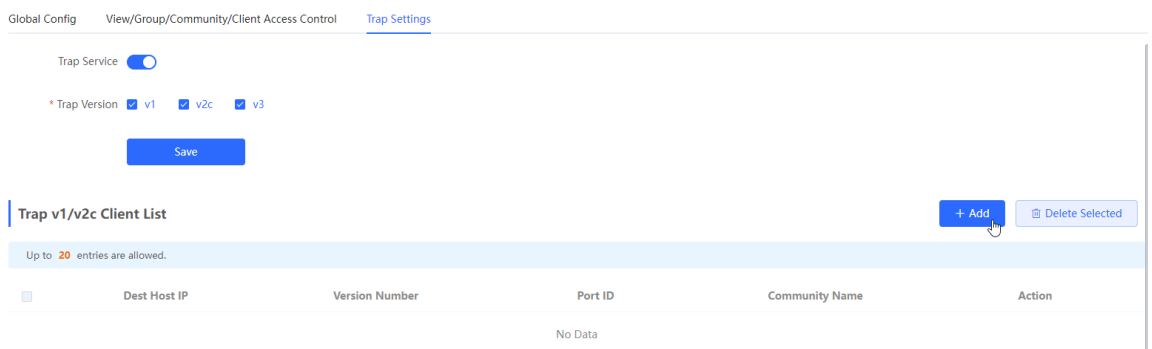 Global Config View/Group/Community/Client Access Control Trap Settings
Trap Service
* Trap Version v1 v2c v3
Save
Trap v1/v2c Client List + Add Delete Selected
Up to 20 entries are allowed.
Dest Host IP Version Number Port ID Community Name Action
No Data